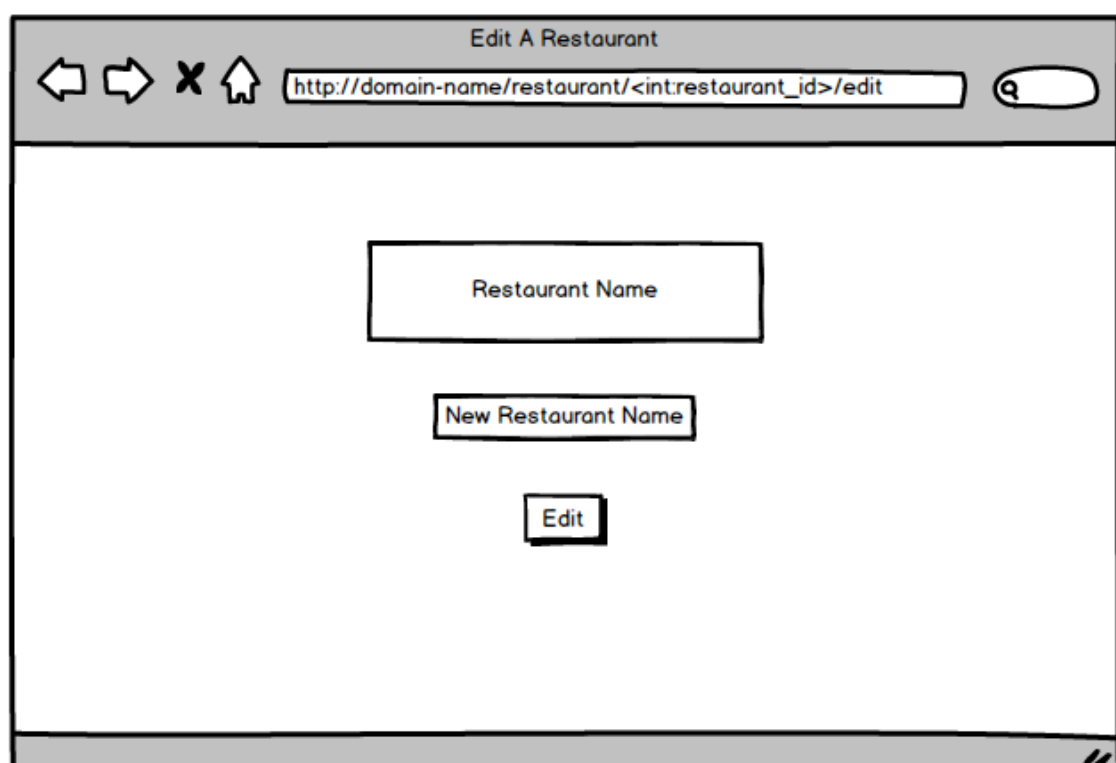 Edit A Restaurant
http://domain-name/restaurant/<int:restaurant_id>/edit
Restaurant Name
New Restaurant Name
Edit